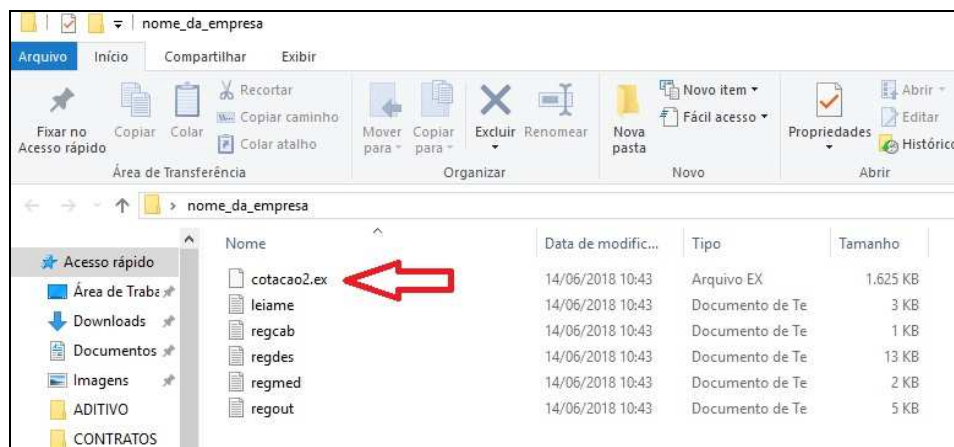 nome_da_empresa
Arquivo Início Compartilhar Exibir
Fixar no Acesso rápido
Copiar
Colar
Recortar
Copiar caminho
Colar atalho
Área de Transferência
Mover para
Copiar para
Excluir
Renomear
Organizar
Nova pasta
Novo item
Fácil acesso
Novo
Propriedades
Abrir
Editar
Histórico
Abrir
nome_da_empresa
Nome Data de modific... Tipo Tamanho
cotacao2.ex 14/06/2018 10:43 Arquivo EX 1.625 KB
leiame 14/06/2018 10:43 Documento de Te 3 KB
regcab 14/06/2018 10:43 Documento de Te 1 KB
regdes 14/06/2018 10:43 Documento de Te 13 KB
regmed 14/06/2018 10:43 Documento de Te 2 KB
regout 14/06/2018 10:43 Documento de Te 5 KB
Acesso rápido
Área de Traba
Downloads
Documentos
Imagens
ADITIVO
CONTRATOS